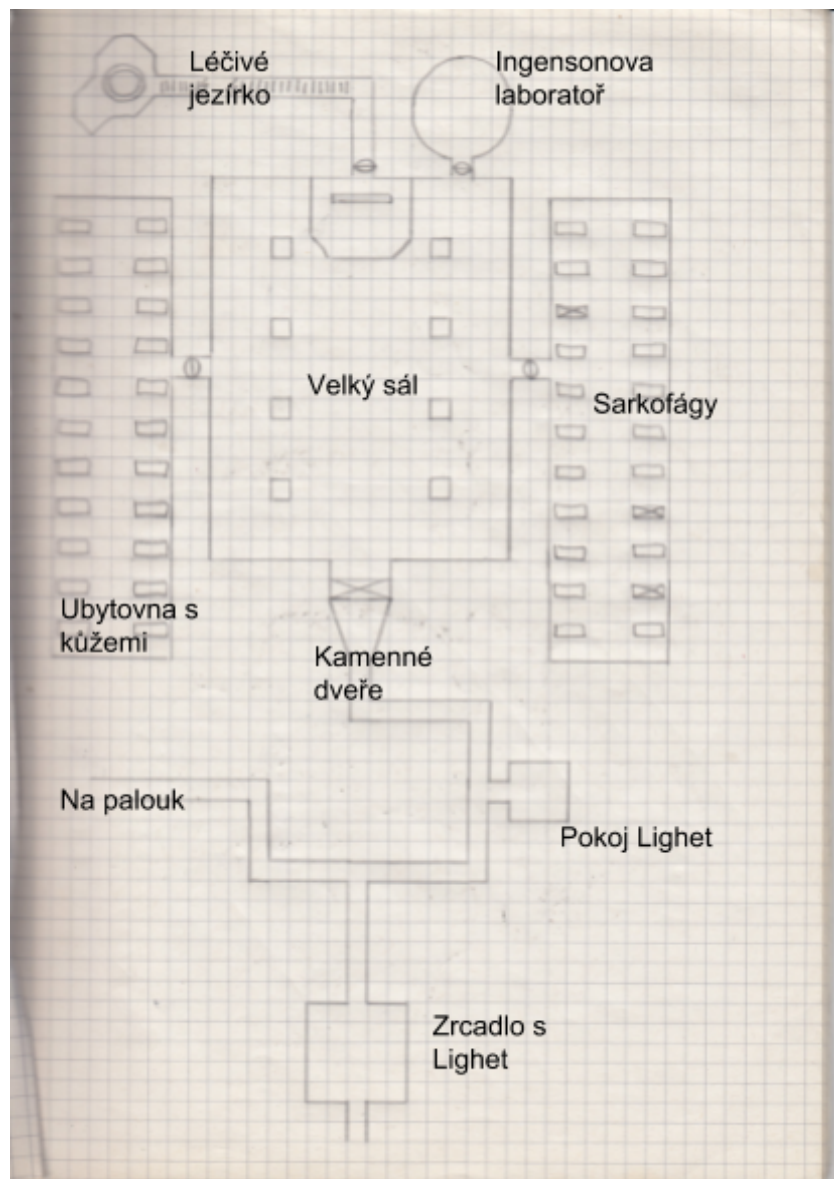 Léčivé
jezírko
Ingensonova
laboratoř
Velký sál
Sarkofágy
Ubytovna s
kůžemi
Kamenné
dveře
Na palouk
Pokoj Lighet
Zrcadlo s
Lighet